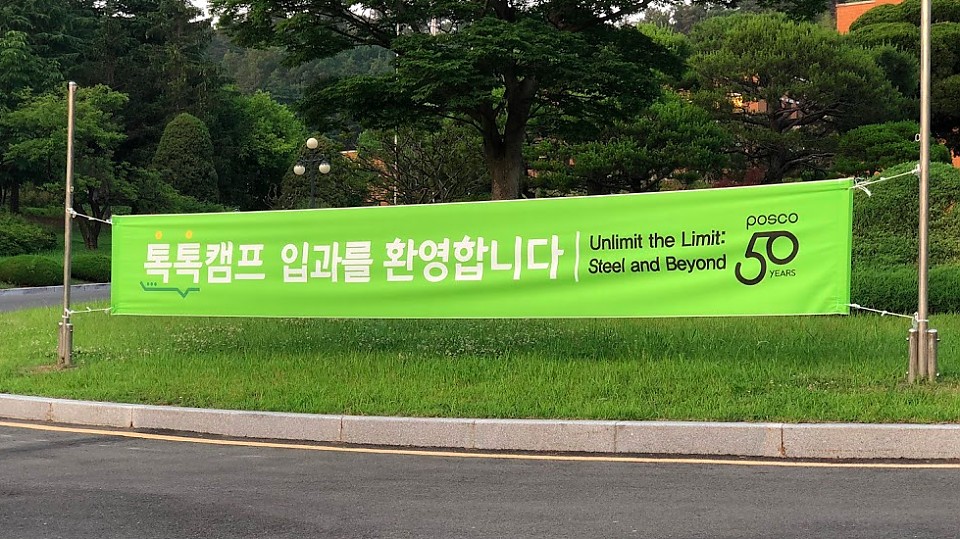 톡톡캠프 입과를 환영합니다
Unlimit the Limit:
Steel and Beyond
posco
50
YEARS